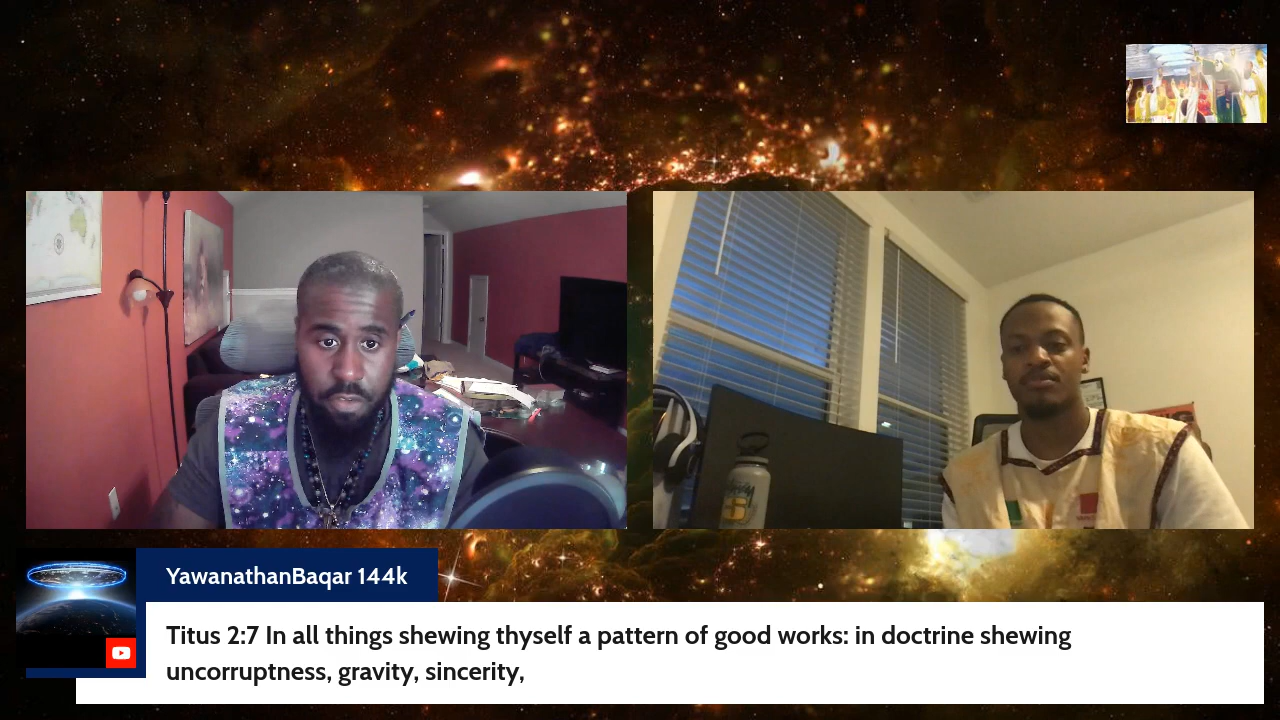 YawanathanBaqar 144k
Titus 2:7 In all things shewing thyself a pattern of good works: in doctrine shewing
uncorruptness, gravity, sincerity,